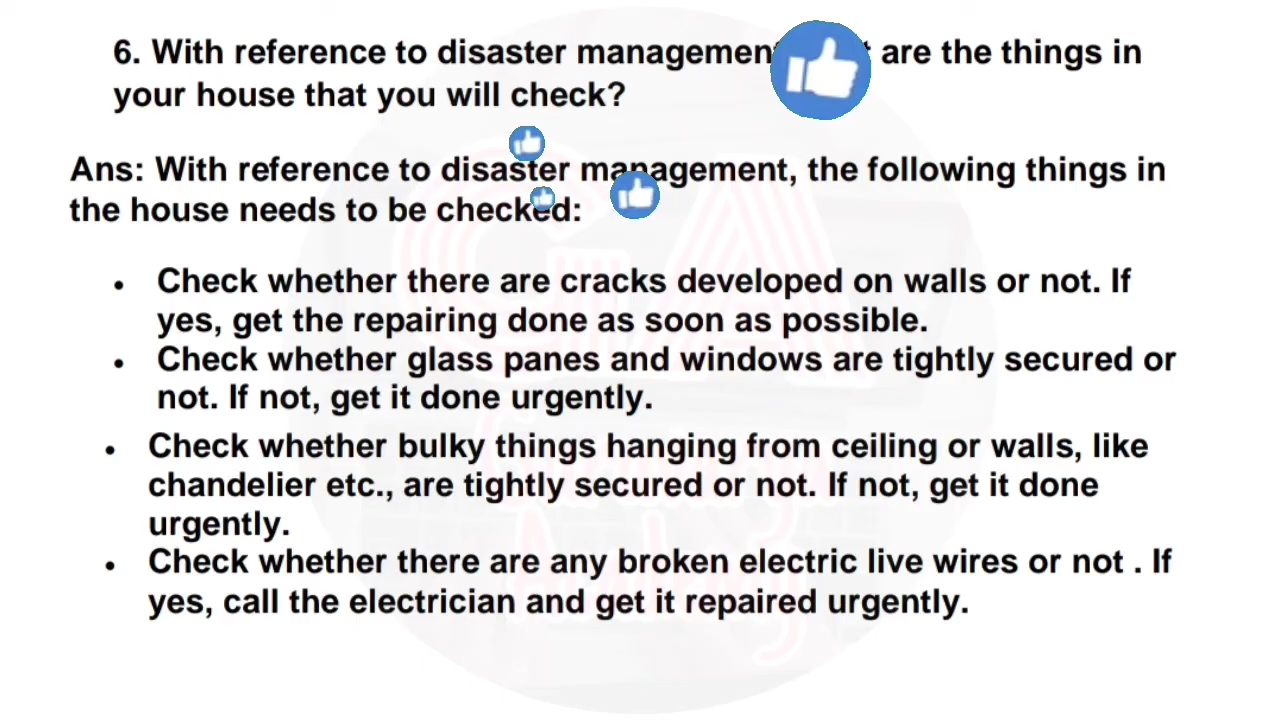 6. With reference to disaster management are the things in
your house that you will check?
Ans: With reference to disaster management, the following things in
the house needs to be checked:
• Check whether there are cracks developed on walls or not. If
yes, get the repairing done as soon as possible.
• Check whether glass panes and windows are tightly secured or
not. If not, get it done urgently.
• Check whether bulky things hanging from ceiling or walls, like
chandelier etc., are tightly secured or not. If not, get it done
urgently.
• Check whether there are any broken electric live wires or not . If
yes, call the electrician and get it repaired urgently.
GA
Academy